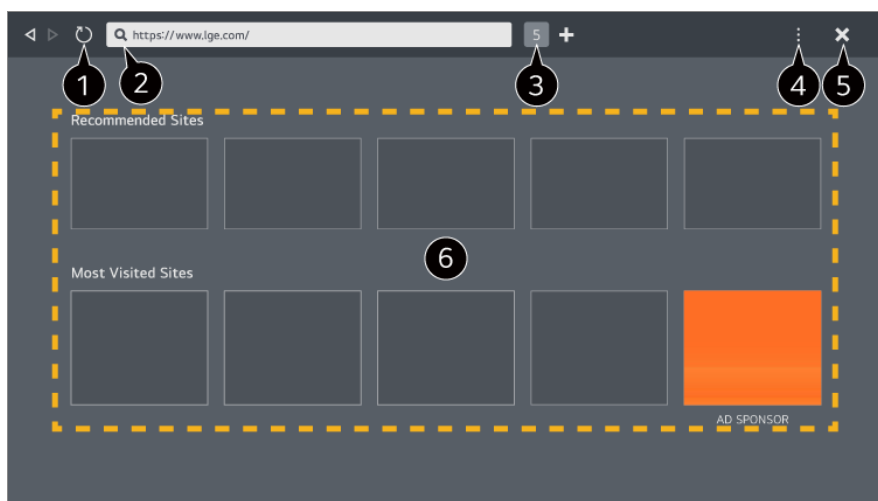 https://www.lge.com/ 5
1 2 3 4 5
Recommended Sites
6
Most Visited Sites
AD SPONSOR